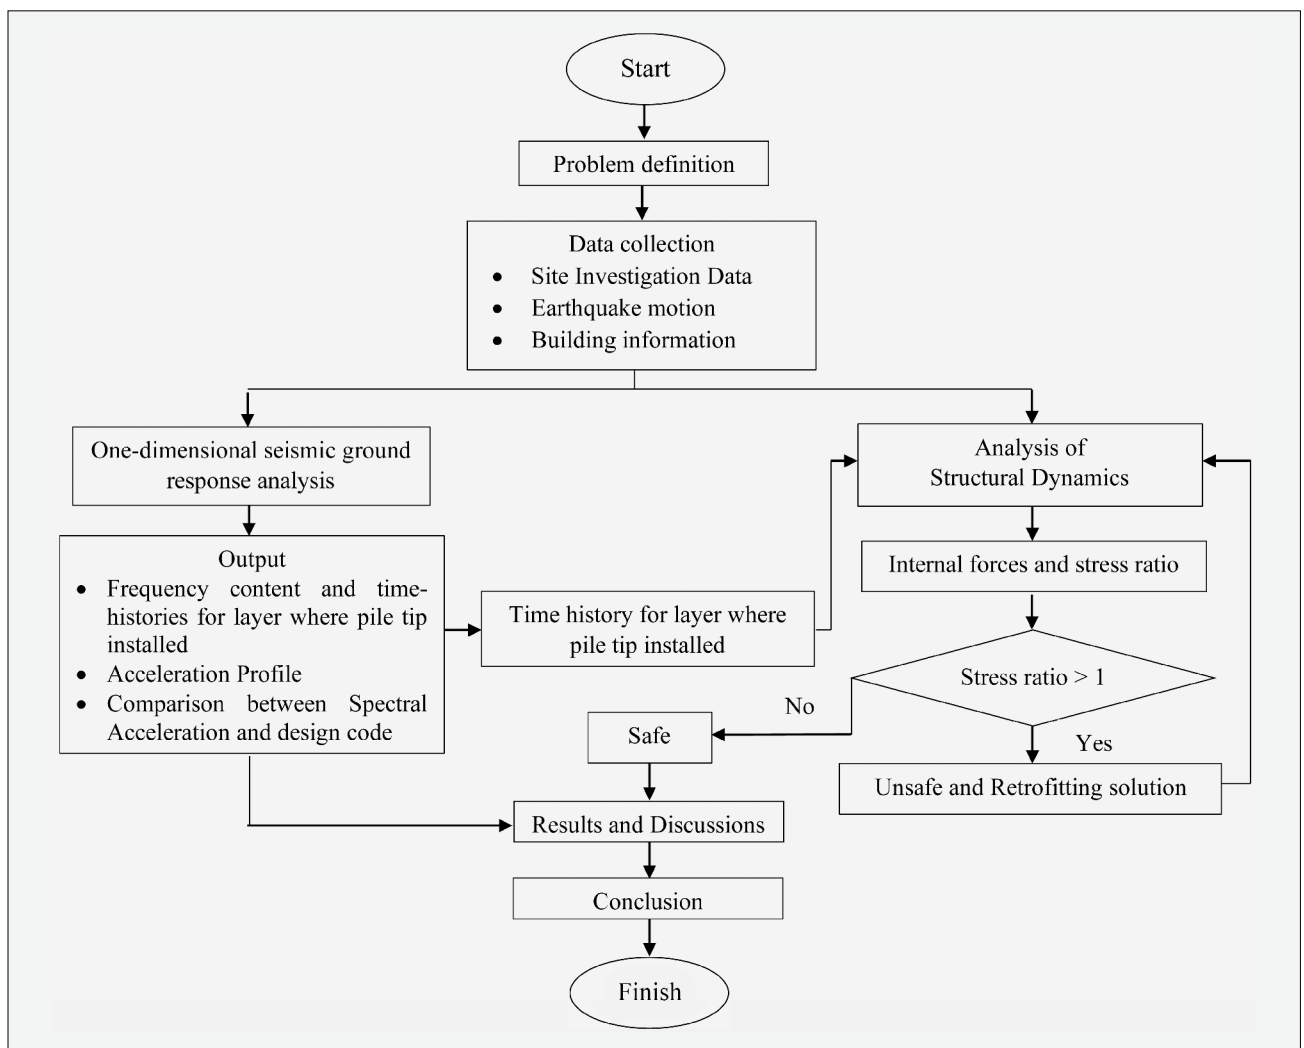 Start
Problem definition
Data collection
• Site Investigation Data
• Earthquake motion
• Building information
One-dimensional seismic ground
response analysis
Output
• Frequency content and time-
histories for layer where pile tip
installed
• Acceleration Profile
• Comparison between Spectral
Acceleration and design code
Time history for layer where
pile tip installed
Analysis of
Structural Dynamics
Internal forces and stress ratio
Stress ratio > 1
No
Yes
Safe
Unsafe and Retrofitting solution
Results and Discussions
Conclusion
Finish